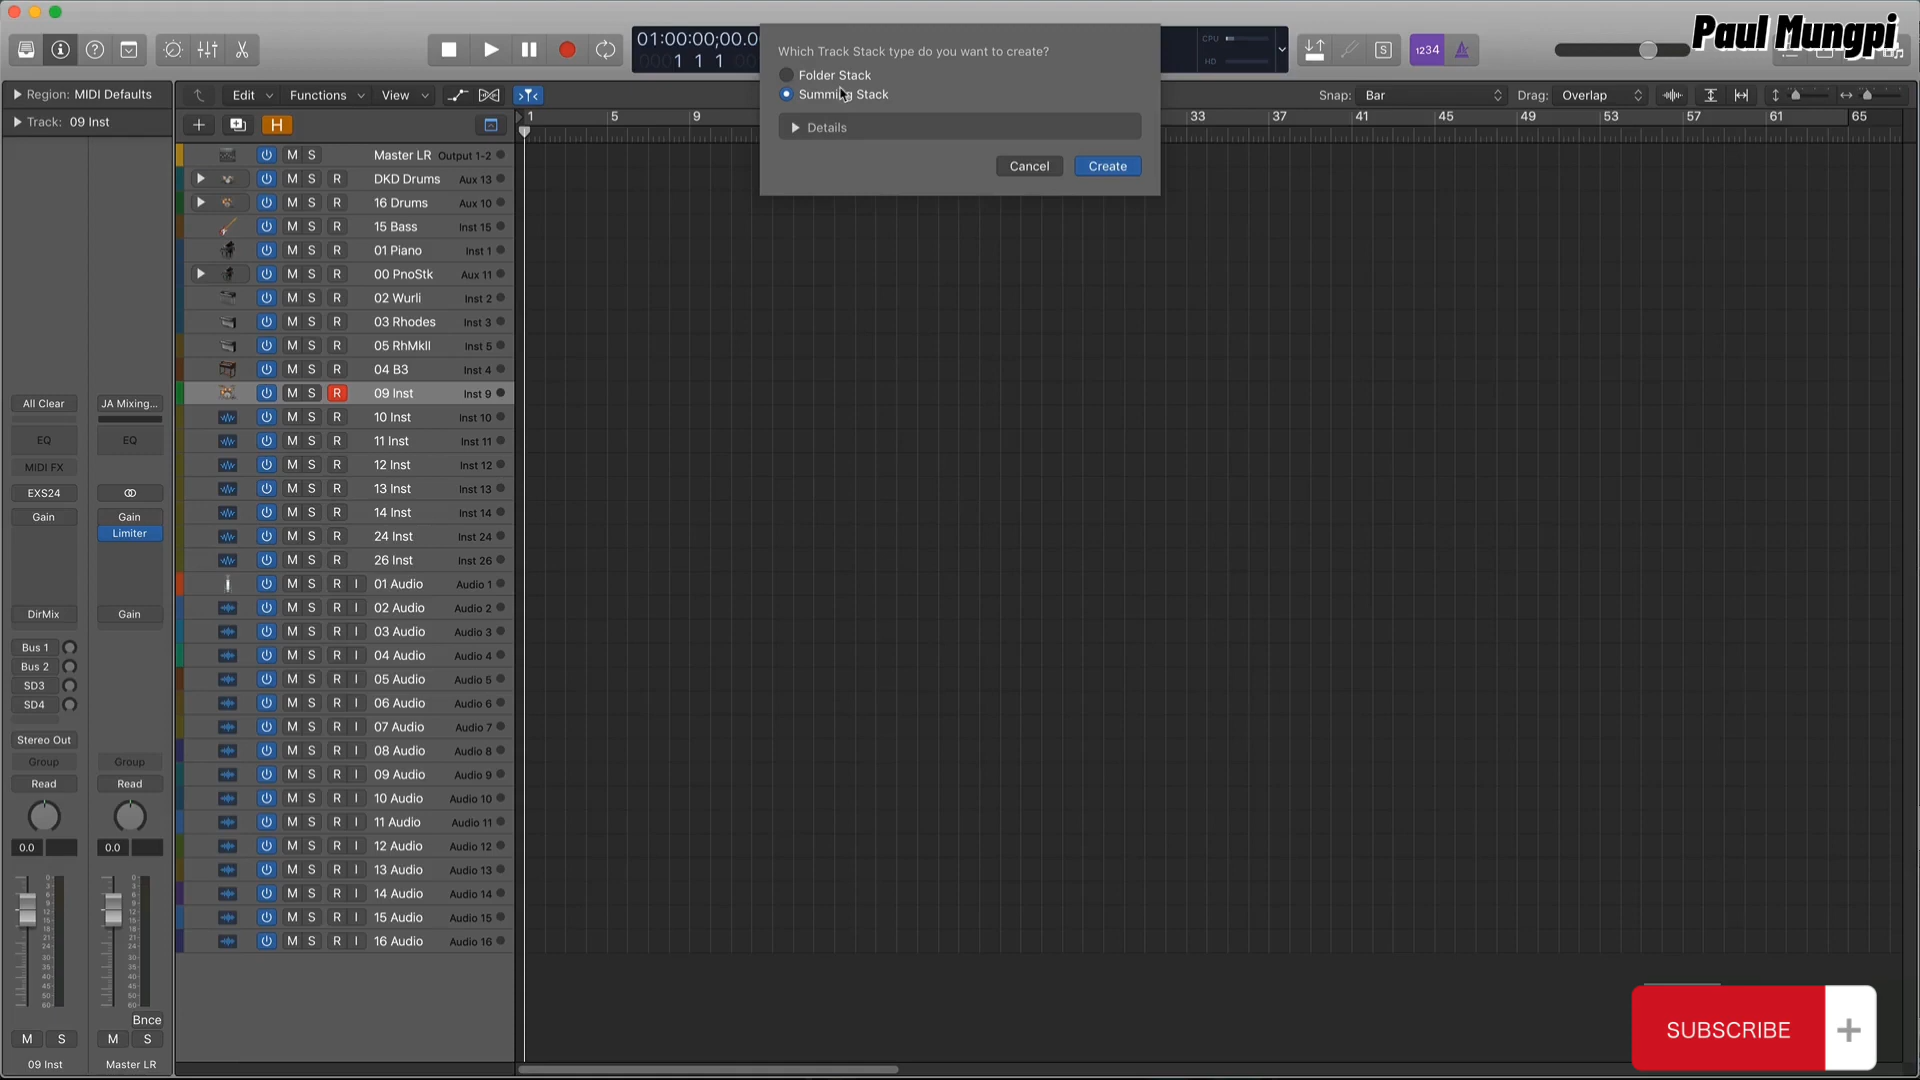 Paul Mungpi
01:00:00;00.0
1 1 1
CPU
HD
1234
S
Which Track Stack type do you want to create?
Folder Stack
Summing Stack
Details
Cancel
Create
Region: MIDI Defaults
Track: 09 Inst
Edit
Functions
View
Snap: Bar
Drag: Overlap
H
1 5 9 33 37 41 45 49 53 57 61 65
M S Master LR Output 1-2
M S R DKD Drums Aux 13
M S R 16 Drums Aux 10
M S R 15 Bass Inst 15
M S R 01 Piano Inst 1
M S R 00 PnoStk Aux 11
M S R 02 Wurli Inst 2
M S R 03 Rhodes Inst 3
M S R 05 RhMkII Inst 5
M S R 04 B3 Inst 4
M S R 09 Inst Inst 9
M S R 10 Inst Inst 10
M S R 11 Inst Inst 11
M S R 12 Inst Inst 12
M S R 13 Inst Inst 13
M S R 14 Inst Inst 14
M S R 24 Inst Inst 24
M S R 26 Inst Inst 26
M S R I 01 Audio Audio 1
M S R I 02 Audio Audio 2
M S R I 03 Audio Audio 3
M S R I 04 Audio Audio 4
M S R I 05 Audio Audio 5
M S R I 06 Audio Audio 6
M S R I 07 Audio Audio 7
M S R I 08 Audio Audio 8
M S R I 09 Audio Audio 9
M S R I 10 Audio Audio 10
M S R I 11 Audio Audio 11
M S R I 12 Audio Audio 12
M S R I 13 Audio Audio 13
M S R I 14 Audio Audio 14
M S R I 15 Audio Audio 15
M S R I 16 Audio Audio 16
All Clear JA Mixing...
EQ EQ
MIDI FX
EXS24
Gain Gain
Limiter
DirMix Gain
Bus 1
Bus 2
SD3
SD4
Stereo Out
Group Group
Read Read
0.0 0.0
Bnce
M S M S
09 Inst Master LR
SUBSCRIBE +